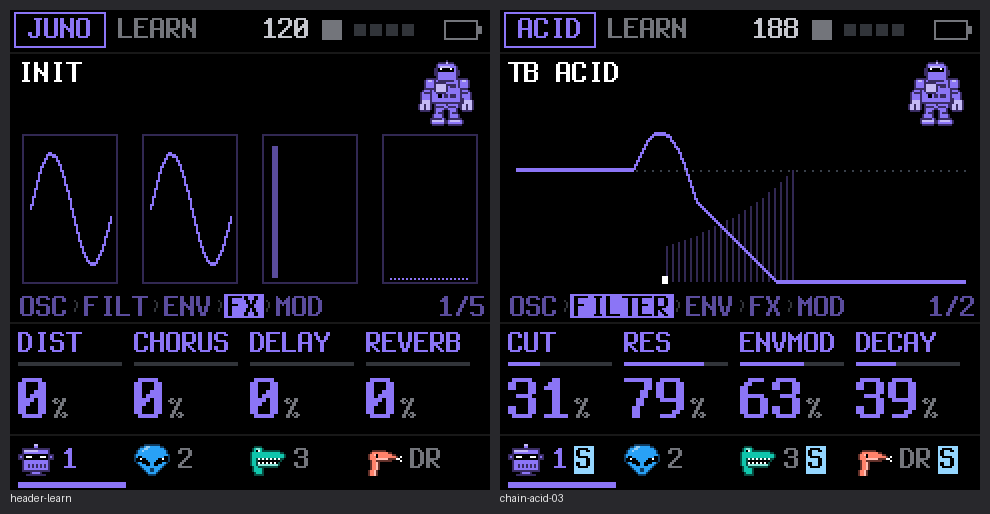 JUNO LEARN 120
INIT
OSC›FILT›ENV›FX›MOD 1/5
DIST CHORUS DELAY REVERB
0% 0% 0% 0%
1 2 3 DR
header-learn
ACID LEARN 188
TB ACID
OSC›FILTER›ENV›FX›MOD 1/2
CUT RES ENVMOD DECAY
31% 79% 63% 39%
1 S 2 3 S DR S
chain-acid-03